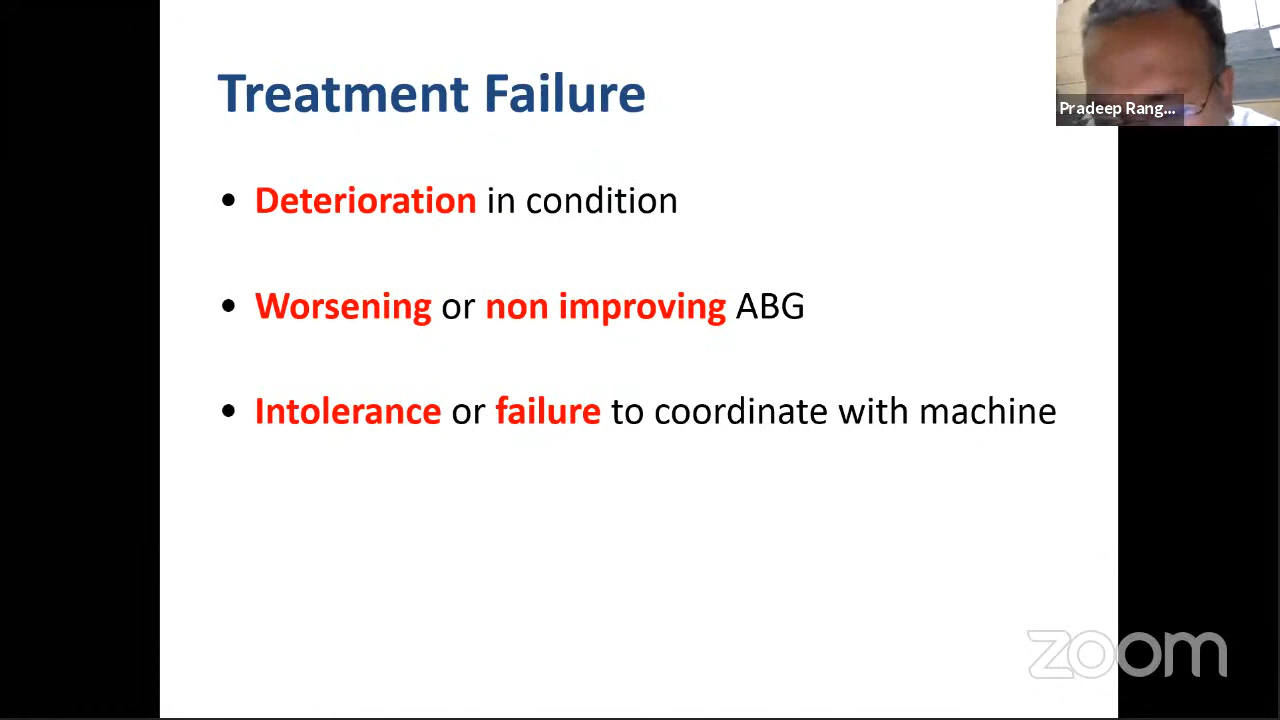 Treatment Failure
Pradeep Rang...
• Deterioration in condition
• Worsening or non improving ABG
• Intolerance or failure to coordinate with machine
zoom